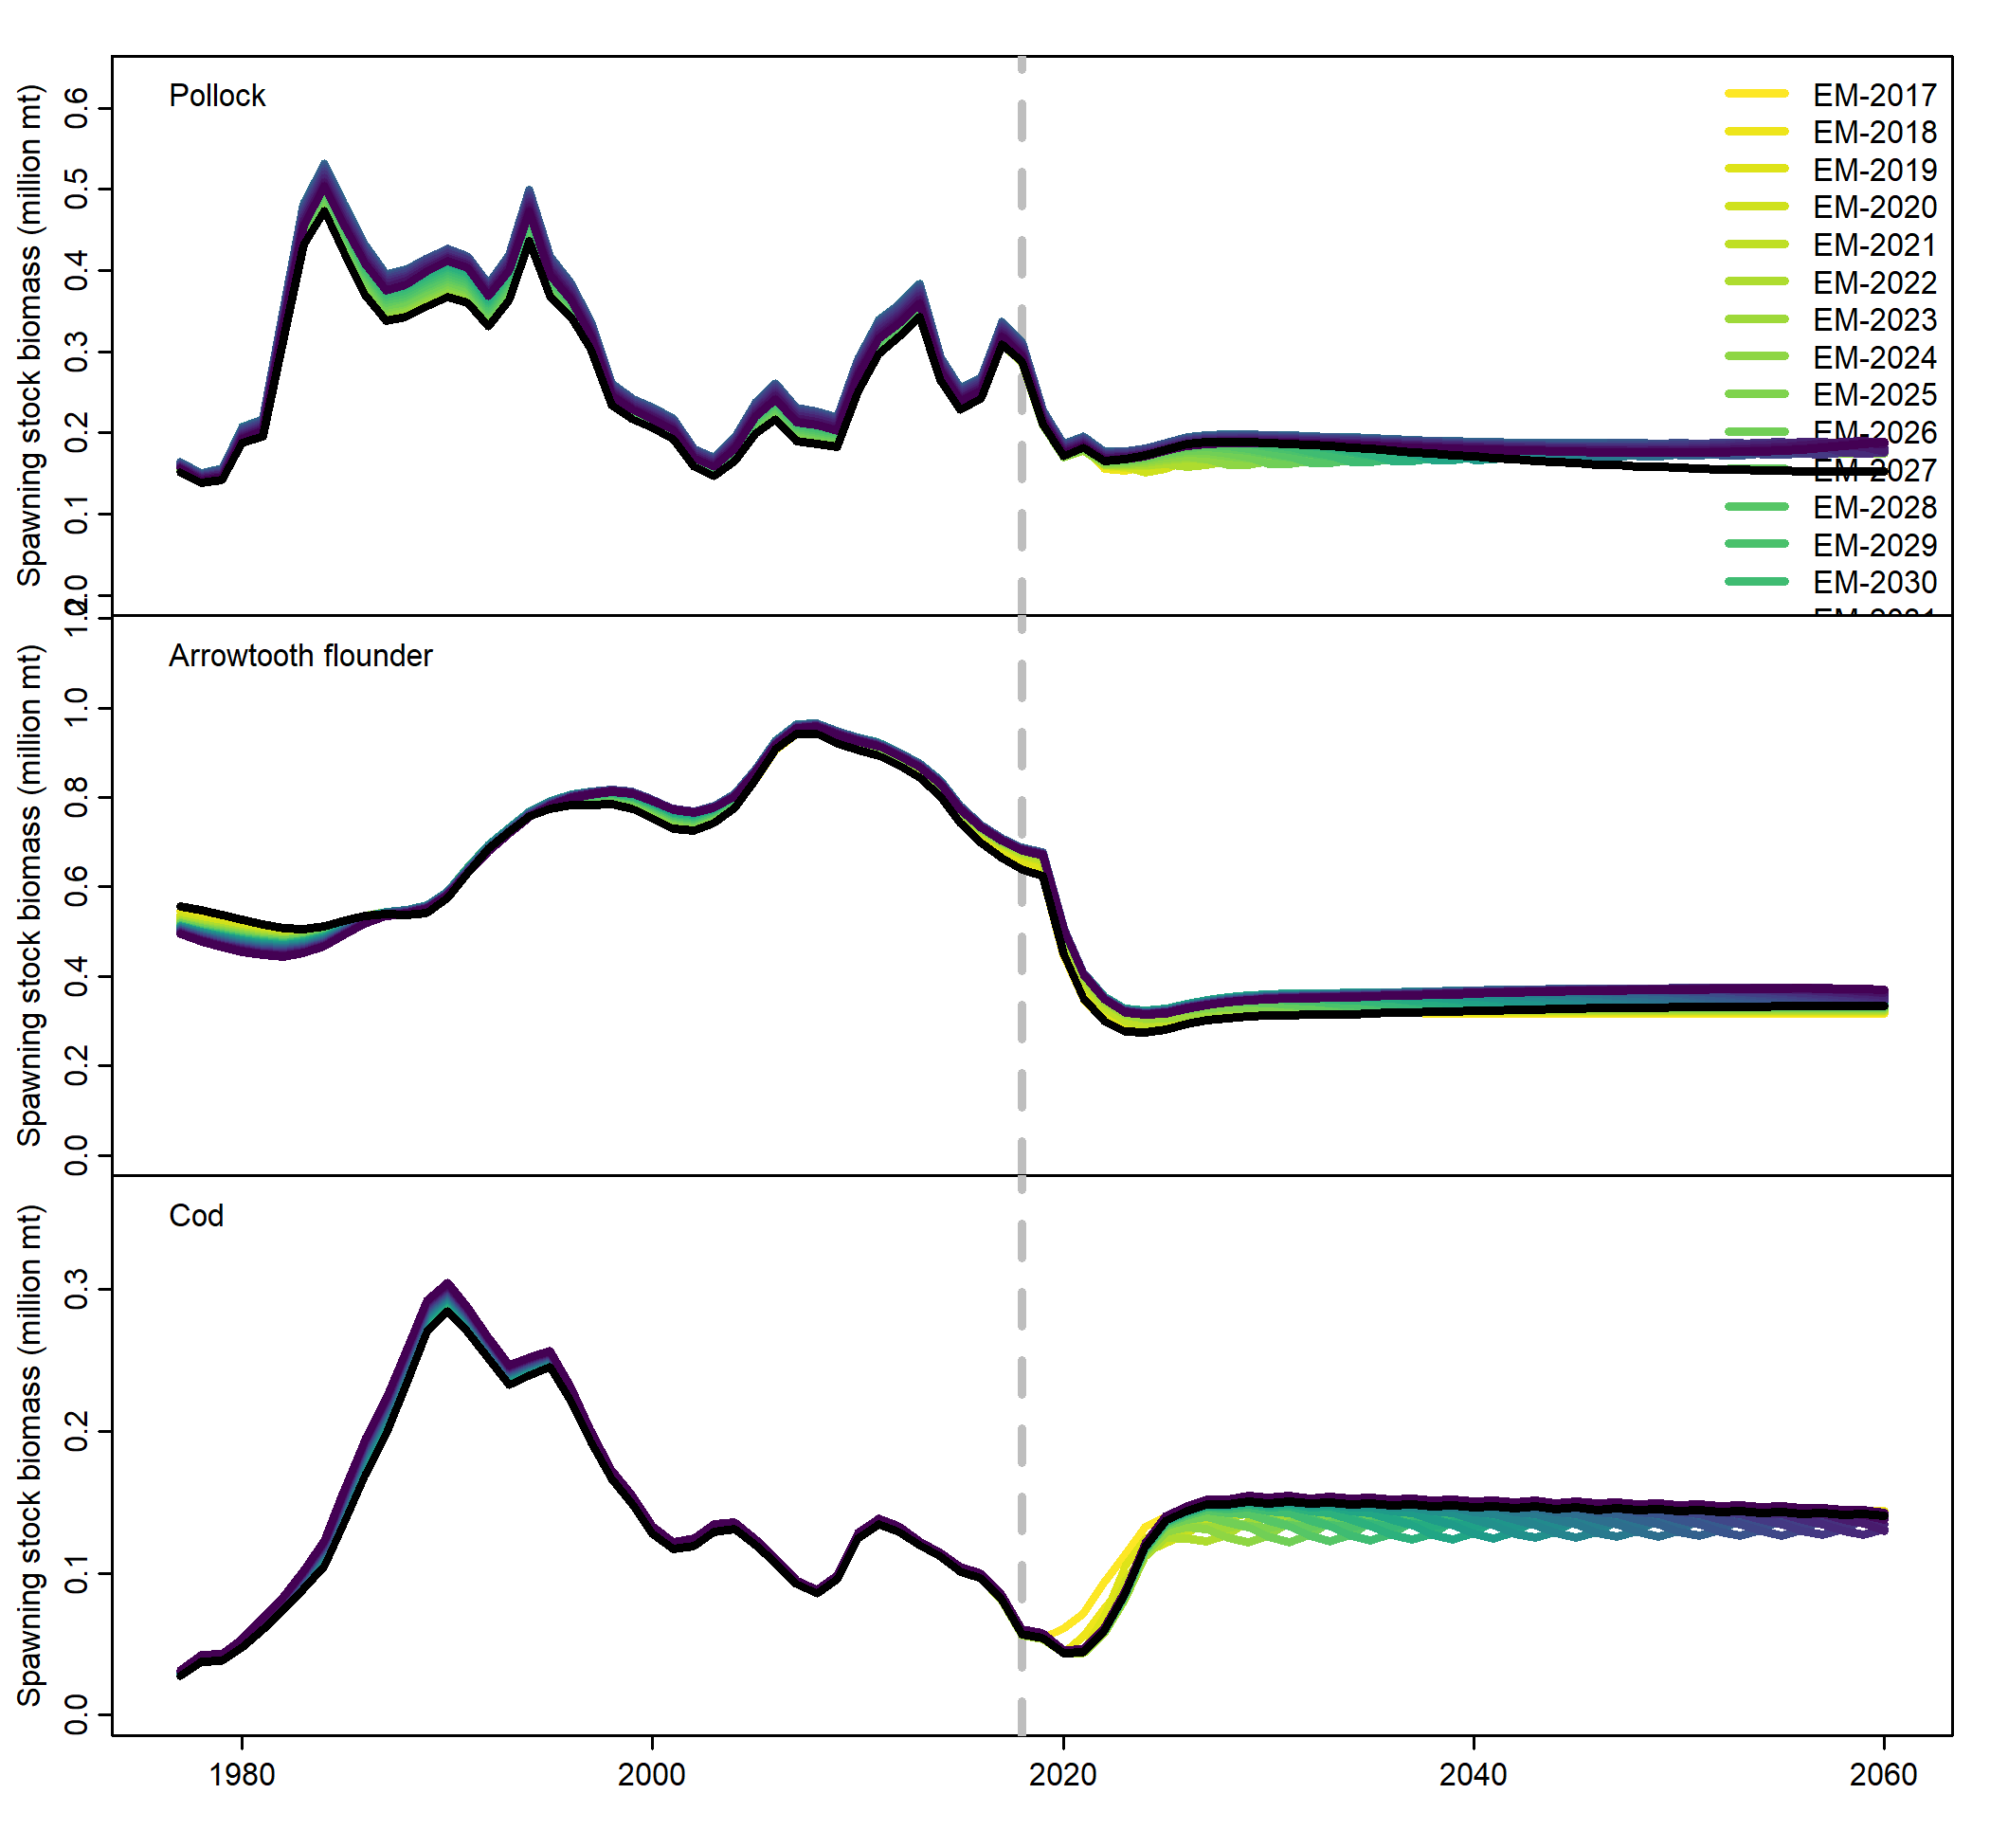 Pollock
Spawning stock biomass (million mt)
0.6
0.5
0.4
0.3
0.2
0.1
0.0
EM-2017
EM-2018
EM-2019
EM-2020
EM-2021
EM-2022
EM-2023
EM-2024
EM-2025
EM-2026
EM-2027
EM-2028
EM-2029
EM-2030
Arrowtooth flounder
Spawning stock biomass (million mt)
1.2
1.0
0.8
0.6
0.4
0.2
0.0
Cod
Spawning stock biomass (million mt)
0.3
0.2
0.1
0.0
1980 2000 2020 2040 2060